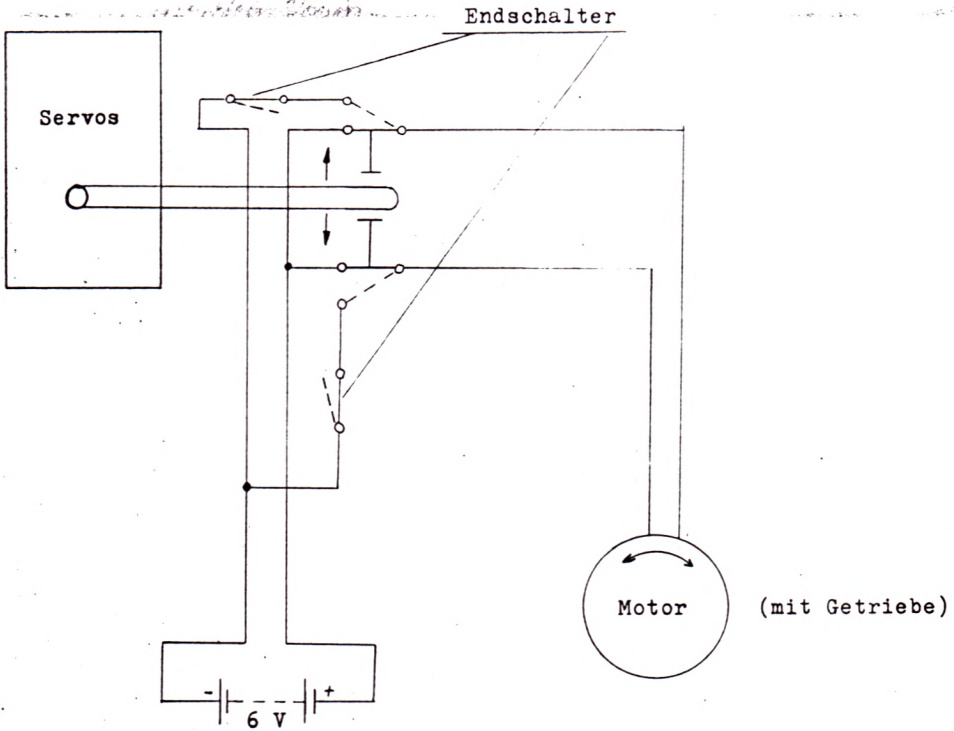 Endschalter
Servos
Motor
(mit Getriebe)
- +
6 V